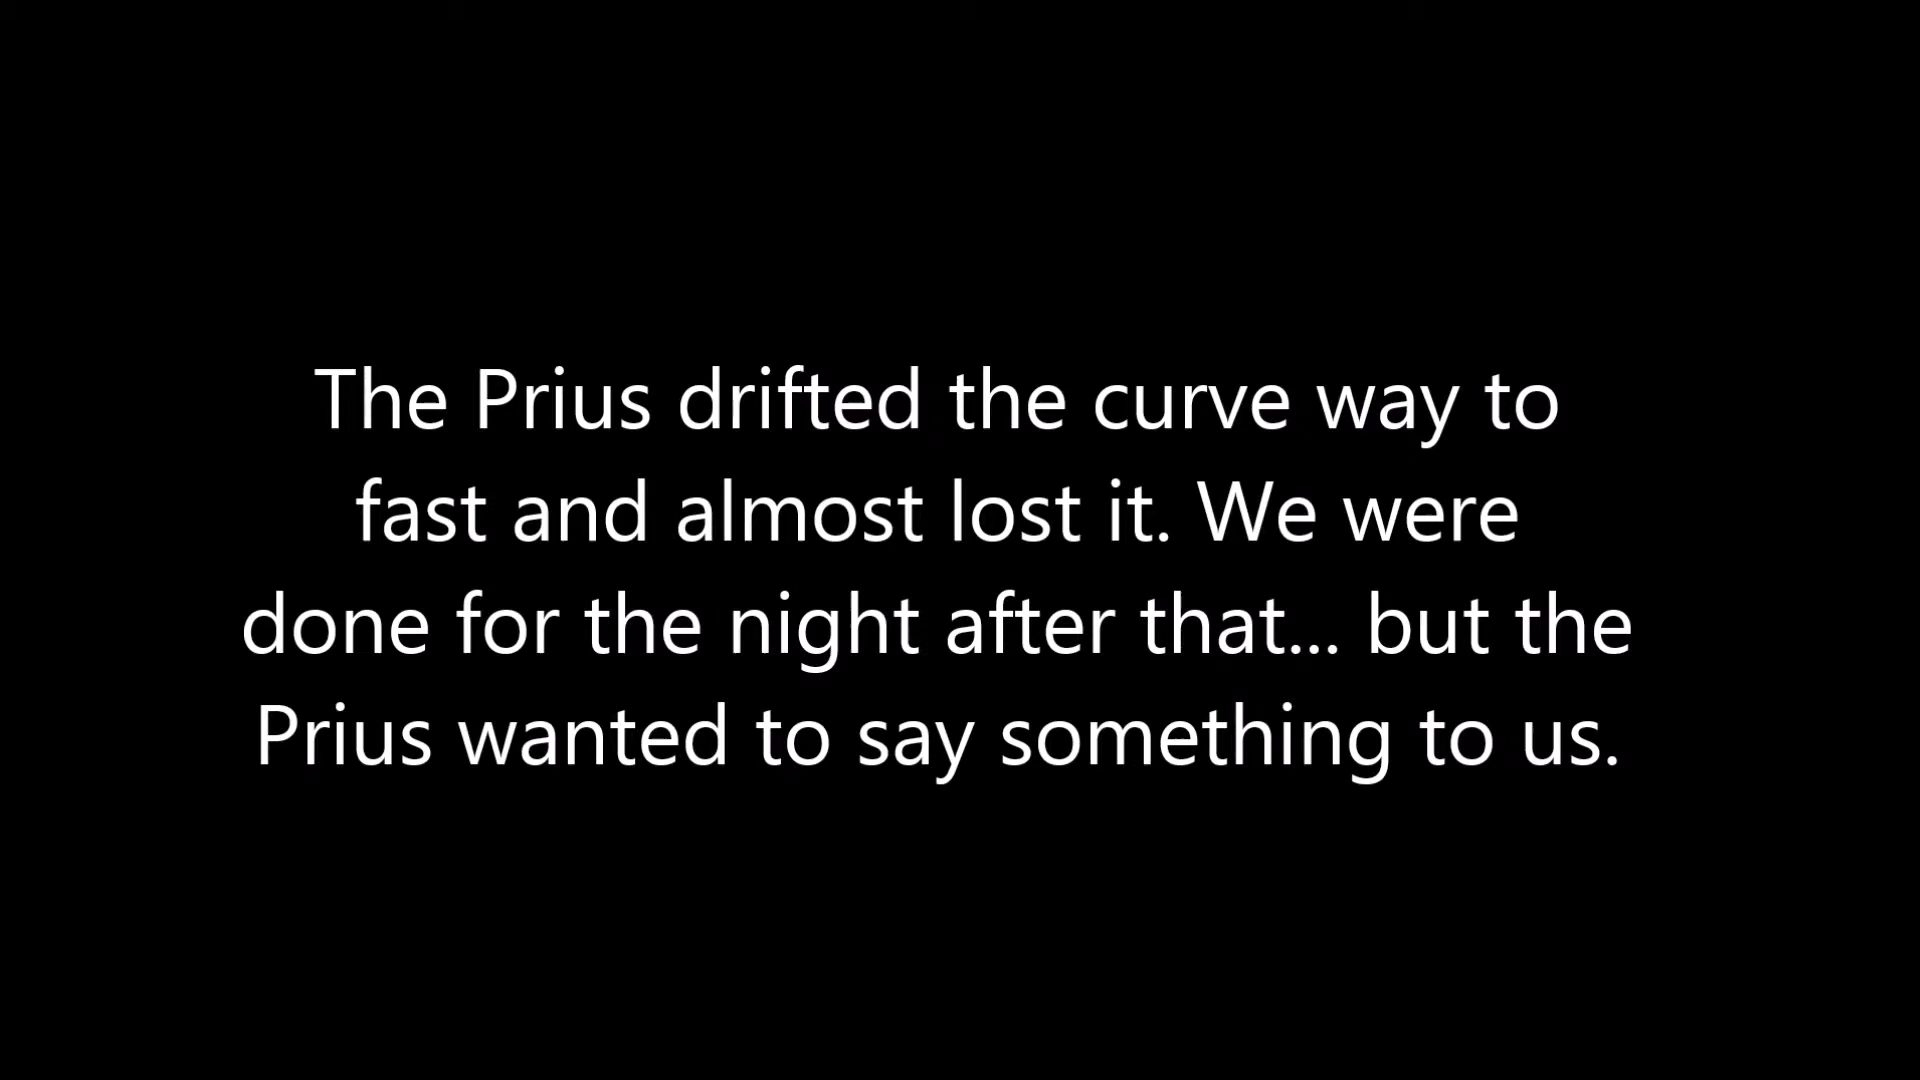 The Prius drifted the curve way to
fast and almost lost it. We were
done for the night after that... but the
Prius wanted to say something to us.